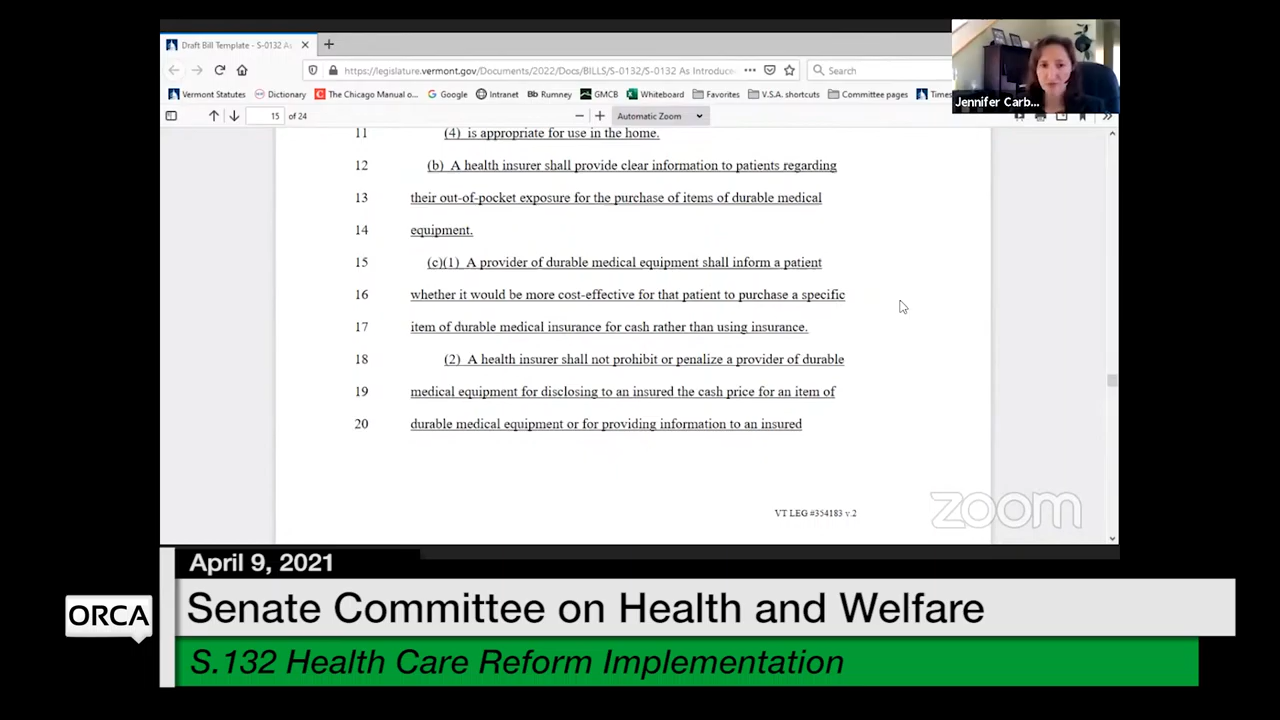 Draft Bill Template - S-0132 As
https://legislature.vermont.gov/Documents/2022/Docs/BILLS/S-0132/S-0132 As Introduce
Search
Vermont Statutes
Dictionary
The Chicago Manual o...
Google
Intranet
Bb Rumney
GMCB
Whiteboard
Favorites
V.S.A. shortcuts
Committee pages
Times
Jennifer Carb...
15 of 24
Automatic Zoom
11 (4) is appropriate for use in the home.
12 (b) A health insurer shall provide clear information to patients regarding
13 their out-of-pocket exposure for the purchase of items of durable medical
14 equipment.
15 (c)(1) A provider of durable medical equipment shall inform a patient
16 whether it would be more cost-effective for that patient to purchase a specific
17 item of durable medical insurance for cash rather than using insurance.
18 (2) A health insurer shall not prohibit or penalize a provider of durable
19 medical equipment for disclosing to an insured the cash price for an item of
20 durable medical equipment or for providing information to an insured
VT LEG #354183 v.2
zoom
April 9, 2021
ORCA
Senate Committee on Health and Welfare
S.132 Health Care Reform Implementation